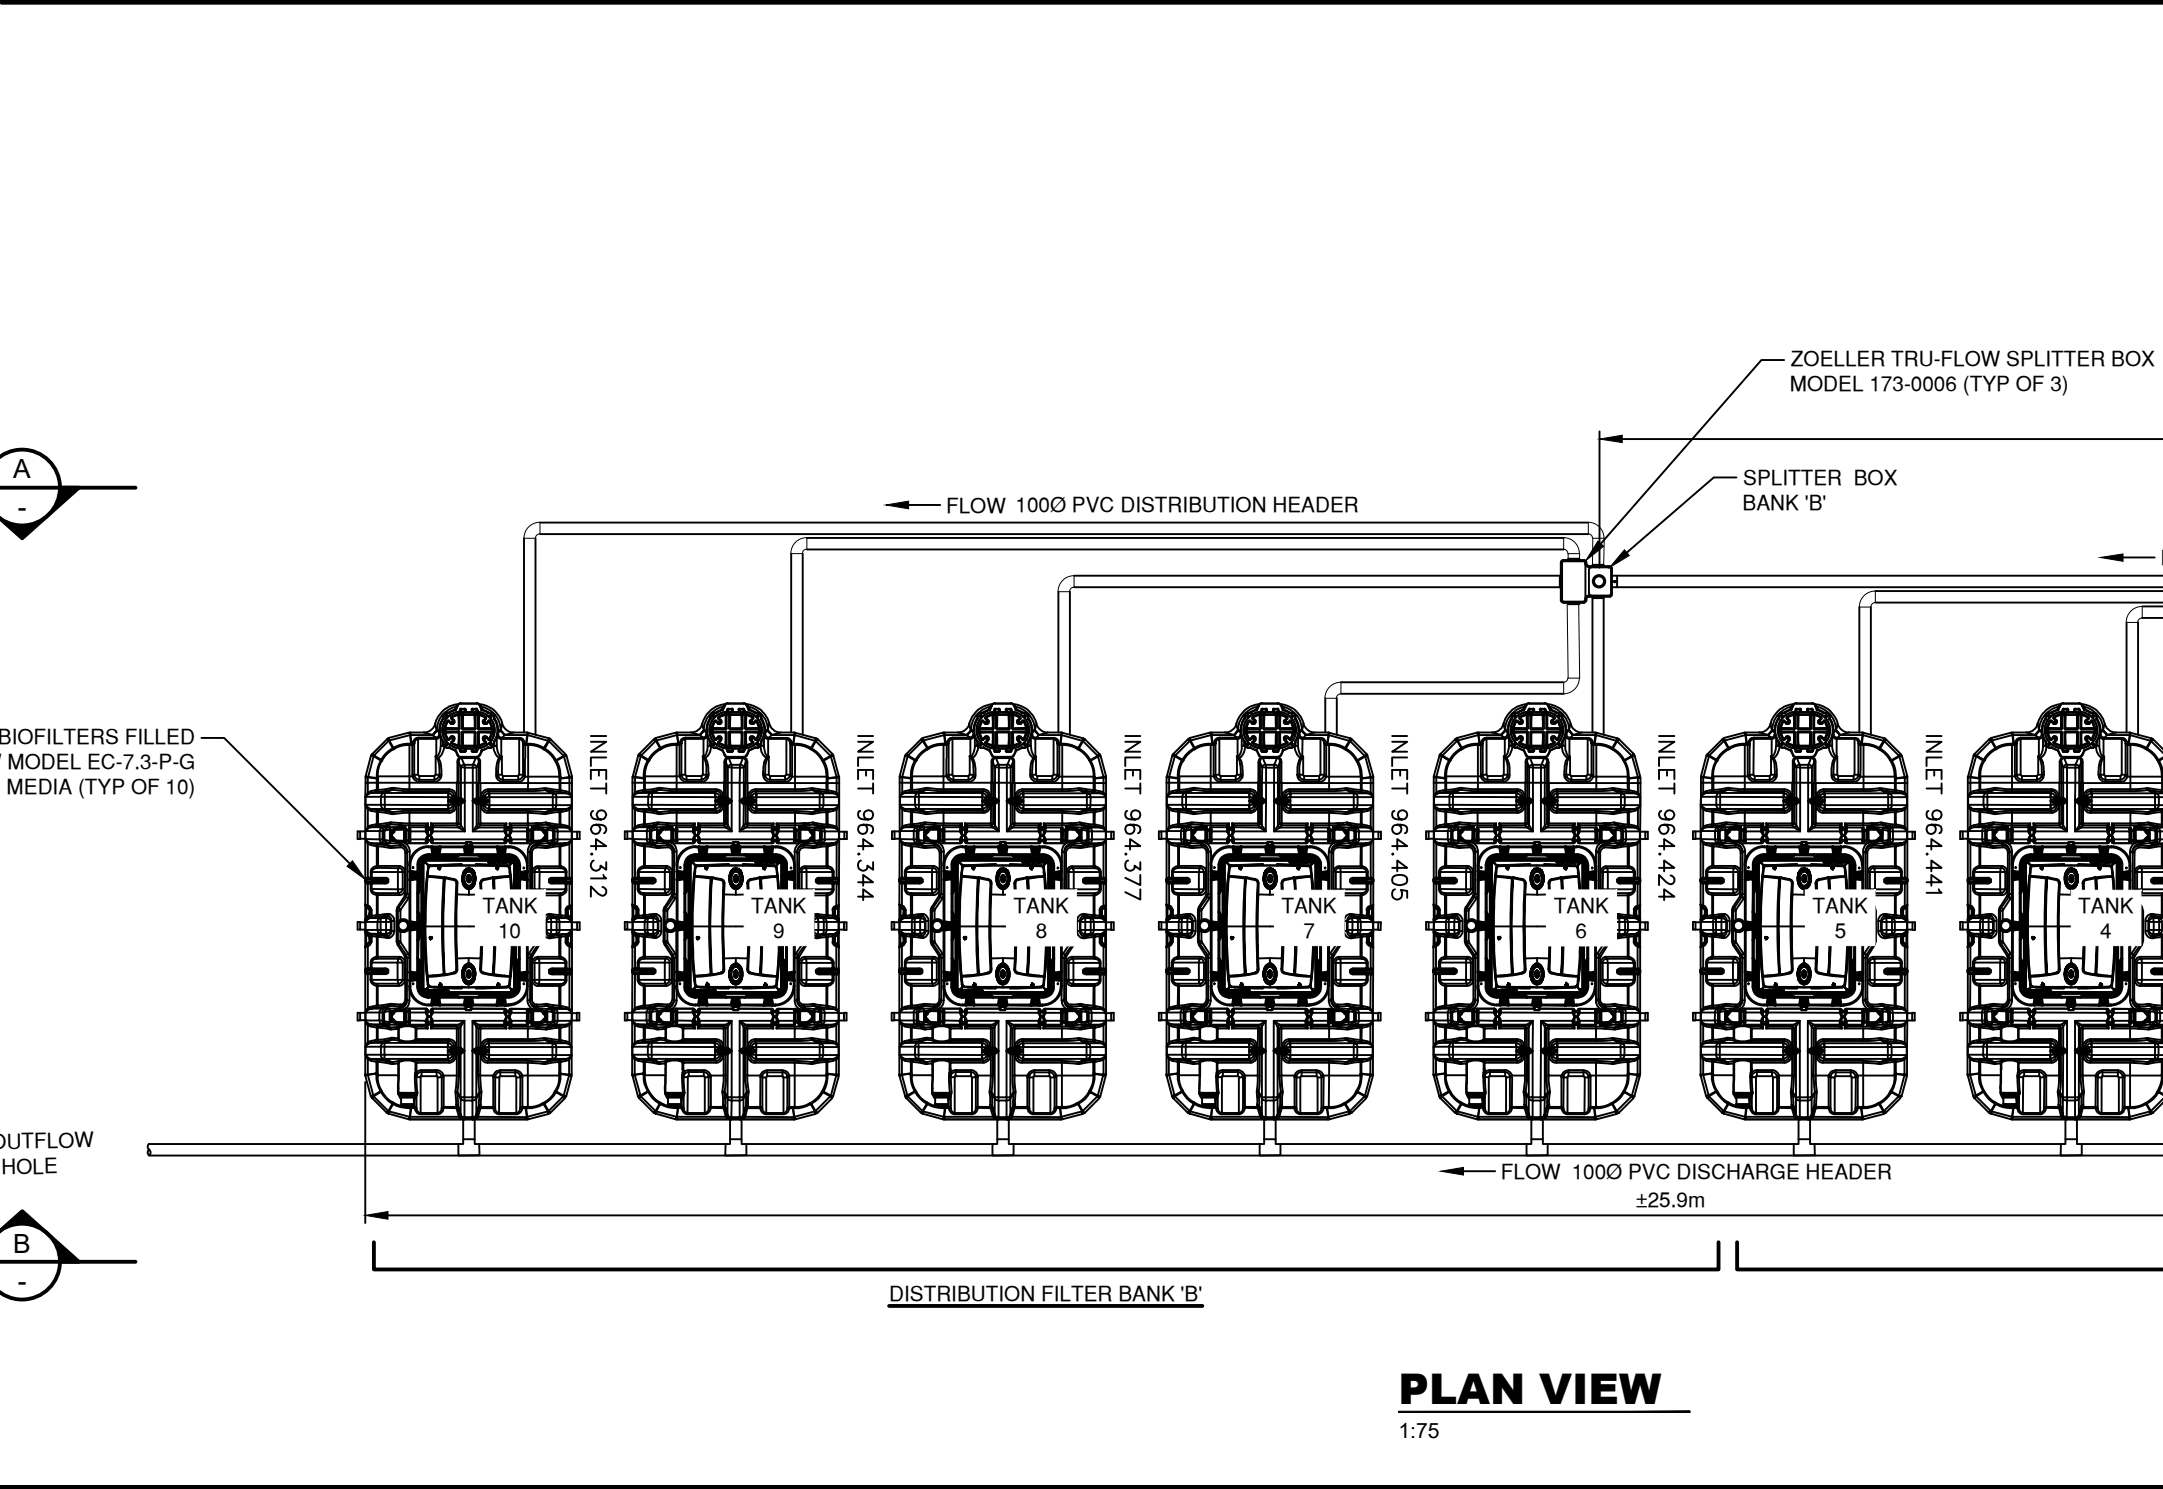 ZOELLER TRU-FLOW SPLITTER BOX
MODEL 173-0006 (TYP OF 3)
A
-
SPLITTER BOX
BANK 'B'
FLOW 100Ø PVC DISTRIBUTION HEADER
BIOFILTERS FILLED
MODEL EC-7.3-P-G
MEDIA (TYP OF 10)
INLET 964.312
INLET 964.344
INLET 964.377
INLET 964.405
INLET 964.424
INLET 964.441
TANK
10
TANK
9
TANK
8
TANK
7
TANK
6
TANK
5
TANK
4
OUTFLOW
HOLE
FLOW 100Ø PVC DISCHARGE HEADER
±25.9m
B
-
DISTRIBUTION FILTER BANK 'B'
PLAN VIEW
1:75